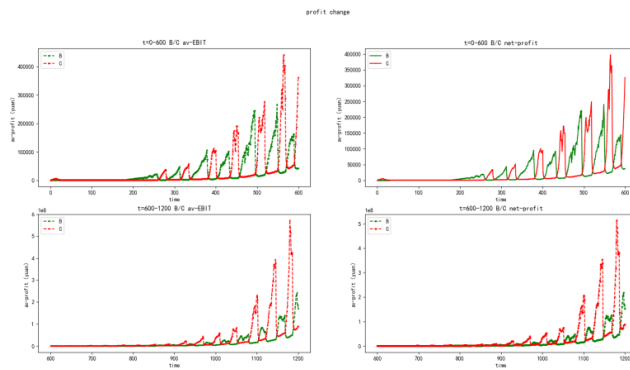 profit change
t=0-600 B/C av-EBIT
t=0-600 B/C net-profit
B
C
B
C
av-profit (yuan)
400000
300000
200000
100000
0
av-profit (yuan)
400000
350000
300000
250000
200000
150000
100000
50000
0
0
100
200
300
400
500
600
time
0
100
200
300
400
500
600
time
t=600-1200 B/C av-EBIT
t=600-1200 B/C net-profit
1e6
1e6
B
C
B
C
av-profit (yuan)
6
5
4
3
2
1
0
av-profit (yuan)
5
4
3
2
1
0
600
700
800
900
1000
1100
1200
time
600
700
800
900
1000
1100
1200
time